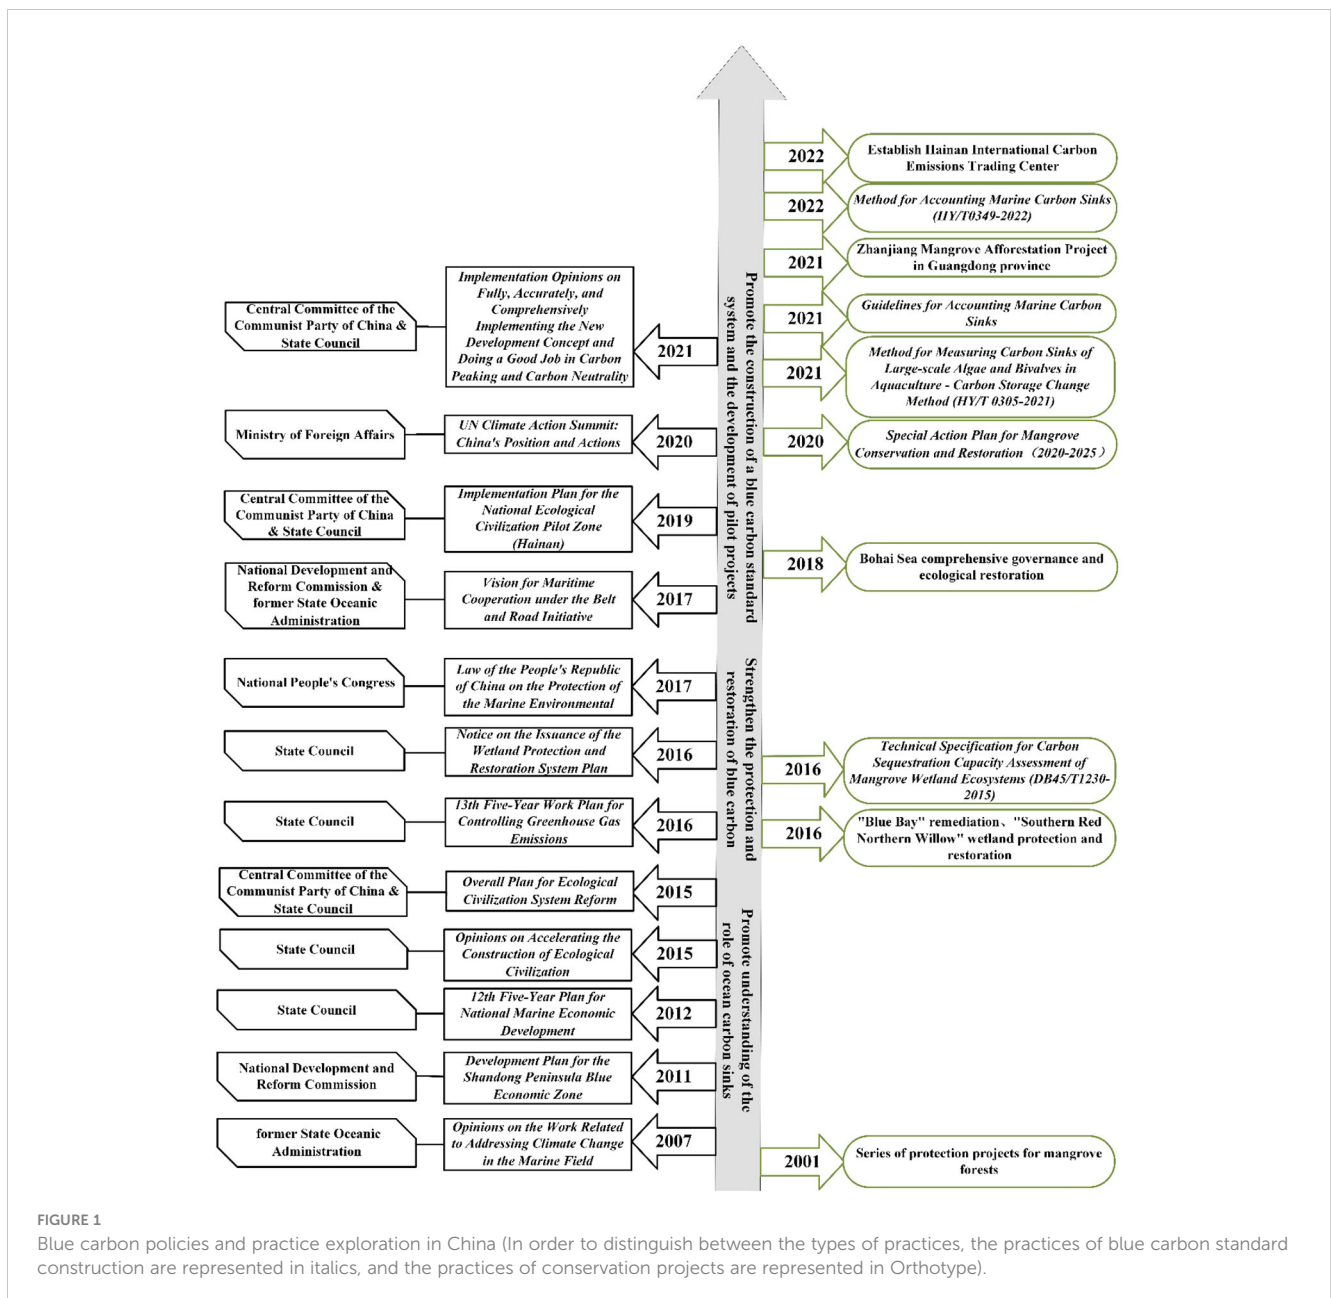 Central Committee of the
Communist Party of China &
State Council
Implementation Opinions on
Fully, Accurately, and
Comprehensively
Implementing the New
Development Concept and
Doing a Good Job in Carbon
Peaking and Carbon Neutrality
2021
Ministry of Foreign Affairs
UN Climate Action Summit:
China's Position and Actions
2020
Central Committee of the
Communist Party of China
& State Council
Implementation Plan for the
National Ecological
Civilization Pilot Zone
(Hainan)
2019
National Development and
Reform Commission &
former State Oceanic
Administration
Vision for Maritime
Cooperation under the Belt
and Road Initiative
2017
National People's Congress
Law of the People's Republic
of China on the Protection of
the Marine Environmental
2017
State Council
Notice on the Issuance of the
Wetland Protection and
Restoration System Plan
2016
State Council
13th Five-Year Work Plan for
Controlling Greenhouse Gas
Emissions
2016
Central Committee of the
Communist Party of China &
State Council
Overall Plan for Ecological
Civilization System Reform
2015
State Council
Opinions on Accelerating the
Construction of Ecological
Civilization
2015
State Council
12th Five-Year Plan for
National Marine Economic
Development
2012
National Development and
Reform Commission
Development Plan for the
Shandong Peninsula Blue
Economic Zone
2011
former State Oceanic
Administration
Opinions on the Work Related
to Addressing Climate Change
in the Marine Field
2007
Promote the construction of a blue carbon standard
system and the development of pilot projects
Strengthen the protection and
restoration of blue carbon
Promote understanding of the
role of ocean carbon sinks
2022
Establish Hainan International Carbon
Emissions Trading Center
2022
Method for Accounting Marine Carbon Sinks
(HY/T0349-2022)
2021
Zhanjiang Mangrove Afforestation Project
in Guangdong province
2021
Guidelines for Accounting Marine Carbon
Sinks
2021
Method for Measuring Carbon Sinks of
Large-scale Algae and Bivalves in
Aquaculture - Carbon Storage Change
Method (HY/T 0305-2021)
2020
Special Action Plan for Mangrove
Conservation and Restoration（2020-2025）
2018
Bohai Sea comprehensive governance and
ecological restoration
2016
Technical Specification for Carbon
Sequestration Capacity Assessment of
Mangrove Wetland Ecosystems (DB45/T1230-
2015)
2016
"Blue Bay" remediation、"Southern Red
Northern Willow" wetland protection and
restoration
2001
Series of protection projects for mangrove
forests
FIGURE 1
Blue carbon policies and practice exploration in China (In order to distinguish between the types of practices, the practices of blue carbon standard
construction are represented in italics, and the practices of conservation projects are represented in Orthotype).